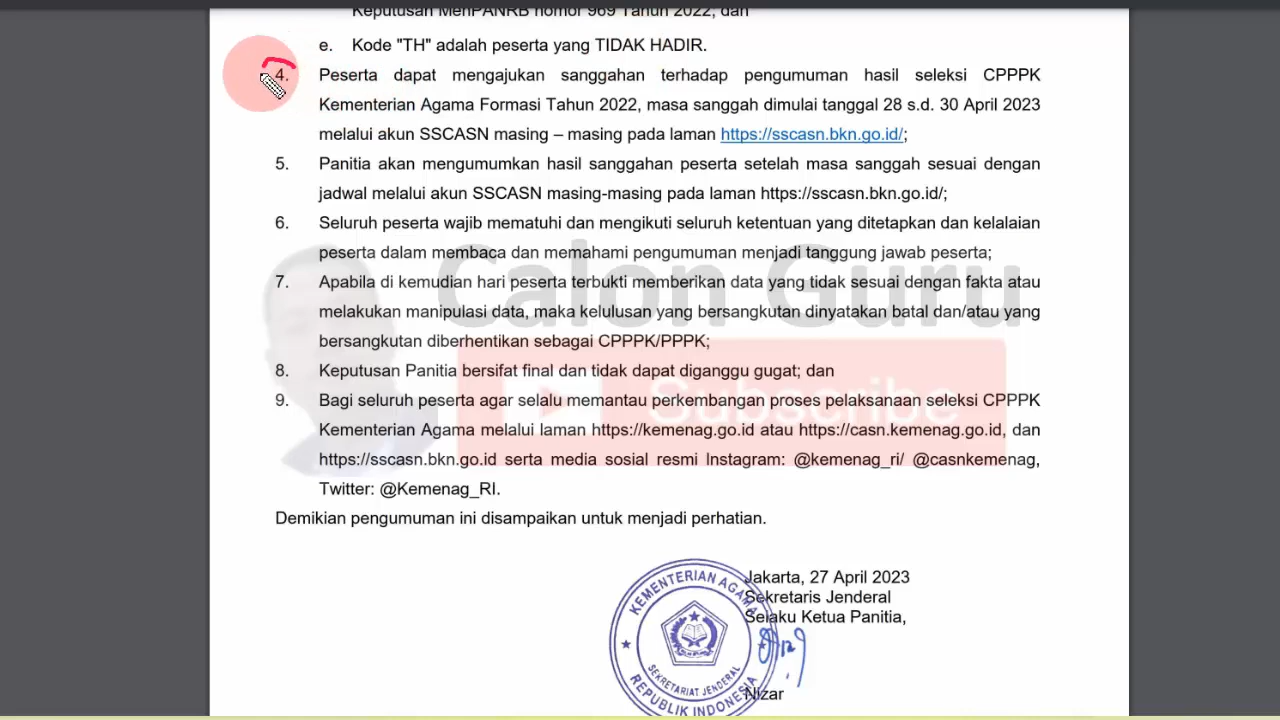 Keputusan MenPANRB nomor 969 Tahun 2022; dan
e. Kode "TH" adalah peserta yang TIDAK HADIR.
4. Peserta dapat mengajukan sanggahan terhadap pengumuman hasil seleksi CPPPK
Kementerian Agama Formasi Tahun 2022, masa sanggah dimulai tanggal 28 s.d. 30 April 2023
melalui akun SSCASN masing – masing pada laman https://sscasn.bkn.go.id/;
5. Panitia akan mengumumkan hasil sanggahan peserta setelah masa sanggah sesuai dengan
jadwal melalui akun SSCASN masing-masing pada laman https://sscasn.bkn.go.id/;
6. Seluruh peserta wajib mematuhi dan mengikuti seluruh ketentuan yang ditetapkan dan kelalaian
peserta dalam membaca dan memahami pengumuman menjadi tanggung jawab peserta;
7. Apabila di kemudian hari peserta terbukti memberikan data yang tidak sesuai dengan fakta atau
melakukan manipulasi data, maka kelulusan yang bersangkutan dinyatakan batal dan/atau yang
bersangkutan diberhentikan sebagai CPPPK/PPPK;
8. Keputusan Panitia bersifat final dan tidak dapat diganggu gugat; dan
9. Bagi seluruh peserta agar selalu memantau perkembangan proses pelaksanaan seleksi CPPPK
Kementerian Agama melalui laman https://kemenag.go.id atau https://casn.kemenag.go.id, dan
https://sscasn.bkn.go.id serta media sosial resmi Instagram: @kemenag_ri/ @casnkemenag,
Twitter: @Kemenag_RI.
Demikian pengumuman ini disampaikan untuk menjadi perhatian.
Calon Guru
Subscribe
Jakarta, 27 April 2023
Sekretaris Jenderal
Selaku Ketua Panitia,
Nizar
KEMENTERIAN AGAMA
SEKRETARIAT JENDERAL
REPUBLIK INDONESIA